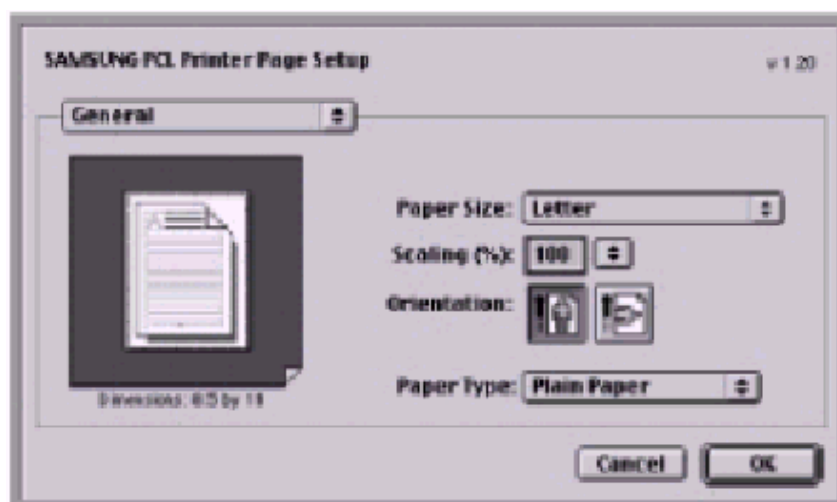 SAMSUNG PCL Printer Page Setup
v 1.20
General
Paper Size: Letter
Scaling (%): 100
Orientation:
Paper Type: Plain Paper
Dimensions: 8.5 by 11
Cancel OK